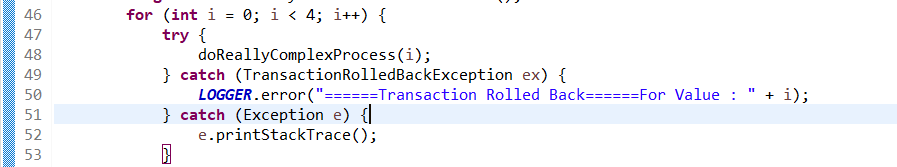 46 for (int i = 0; i < 4; i++) {
47 try {
48 doReallyComplexProcess(i);
49 } catch (TransactionRolledBackException ex) {
50 LOGGER.error("======Transaction Rolled Back======For Value : " + i);
51 } catch (Exception e) {
52 e.printStackTrace();
53 }